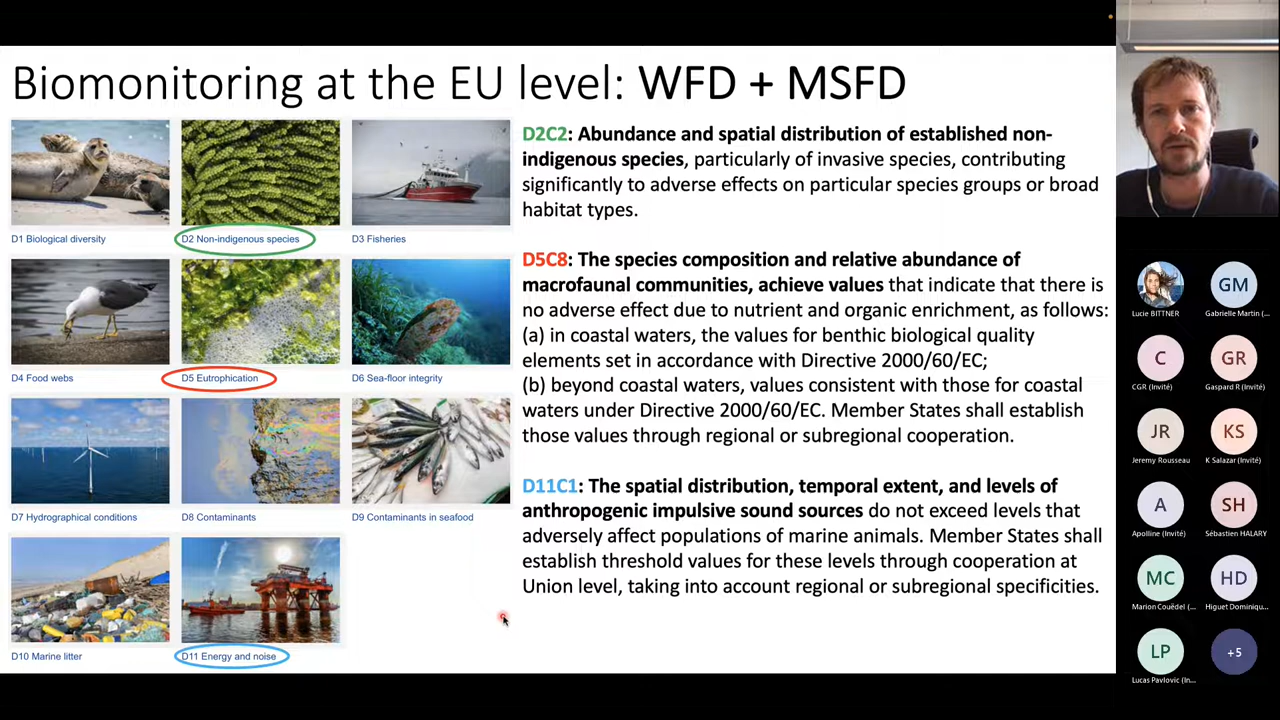 Biomonitoring at the EU level: WFD + MSFD
D1 Biological diversity
D2 Non-indigenous species
D3 Fisheries
D4 Food webs
D5 Eutrophication
D6 Sea-floor integrity
D7 Hydrographical conditions
D8 Contaminants
D9 Contaminants in seafood
D10 Marine litter
D11 Energy and noise
D2C2: Abundance and spatial distribution of established non-
indigenous species, particularly of invasive species, contributing
significantly to adverse effects on particular species groups or broad
habitat types.
D5C8: The species composition and relative abundance of
macrofaunal communities, achieve values that indicate that there is
no adverse effect due to nutrient and organic enrichment, as follows:
(a) in coastal waters, the values for benthic biological quality
elements set in accordance with Directive 2000/60/EC;
(b) beyond coastal waters, values consistent with those for coastal
waters under Directive 2000/60/EC. Member States shall establish
those values through regional or subregional cooperation.
D11C1: The spatial distribution, temporal extent, and levels of
anthropogenic impulsive sound sources do not exceed levels that
adversely affect populations of marine animals. Member States shall
establish threshold values for these levels through cooperation at
Union level, taking into account regional or subregional specificities.
Lucie BITTNER
GM
Gabrielle Martin (...
C
CGR (Invité)
GR
Gaspard R (Invité)
JR
Jeremy Rousseau
KS
K Salazar (Invité)
A
Apolline (Invité)
SH
Sébastien HALARY
MC
Marion Couëdel (...
HD
Higuet Dominiqu...
LP
Lucas Pavlovic (In...
+5